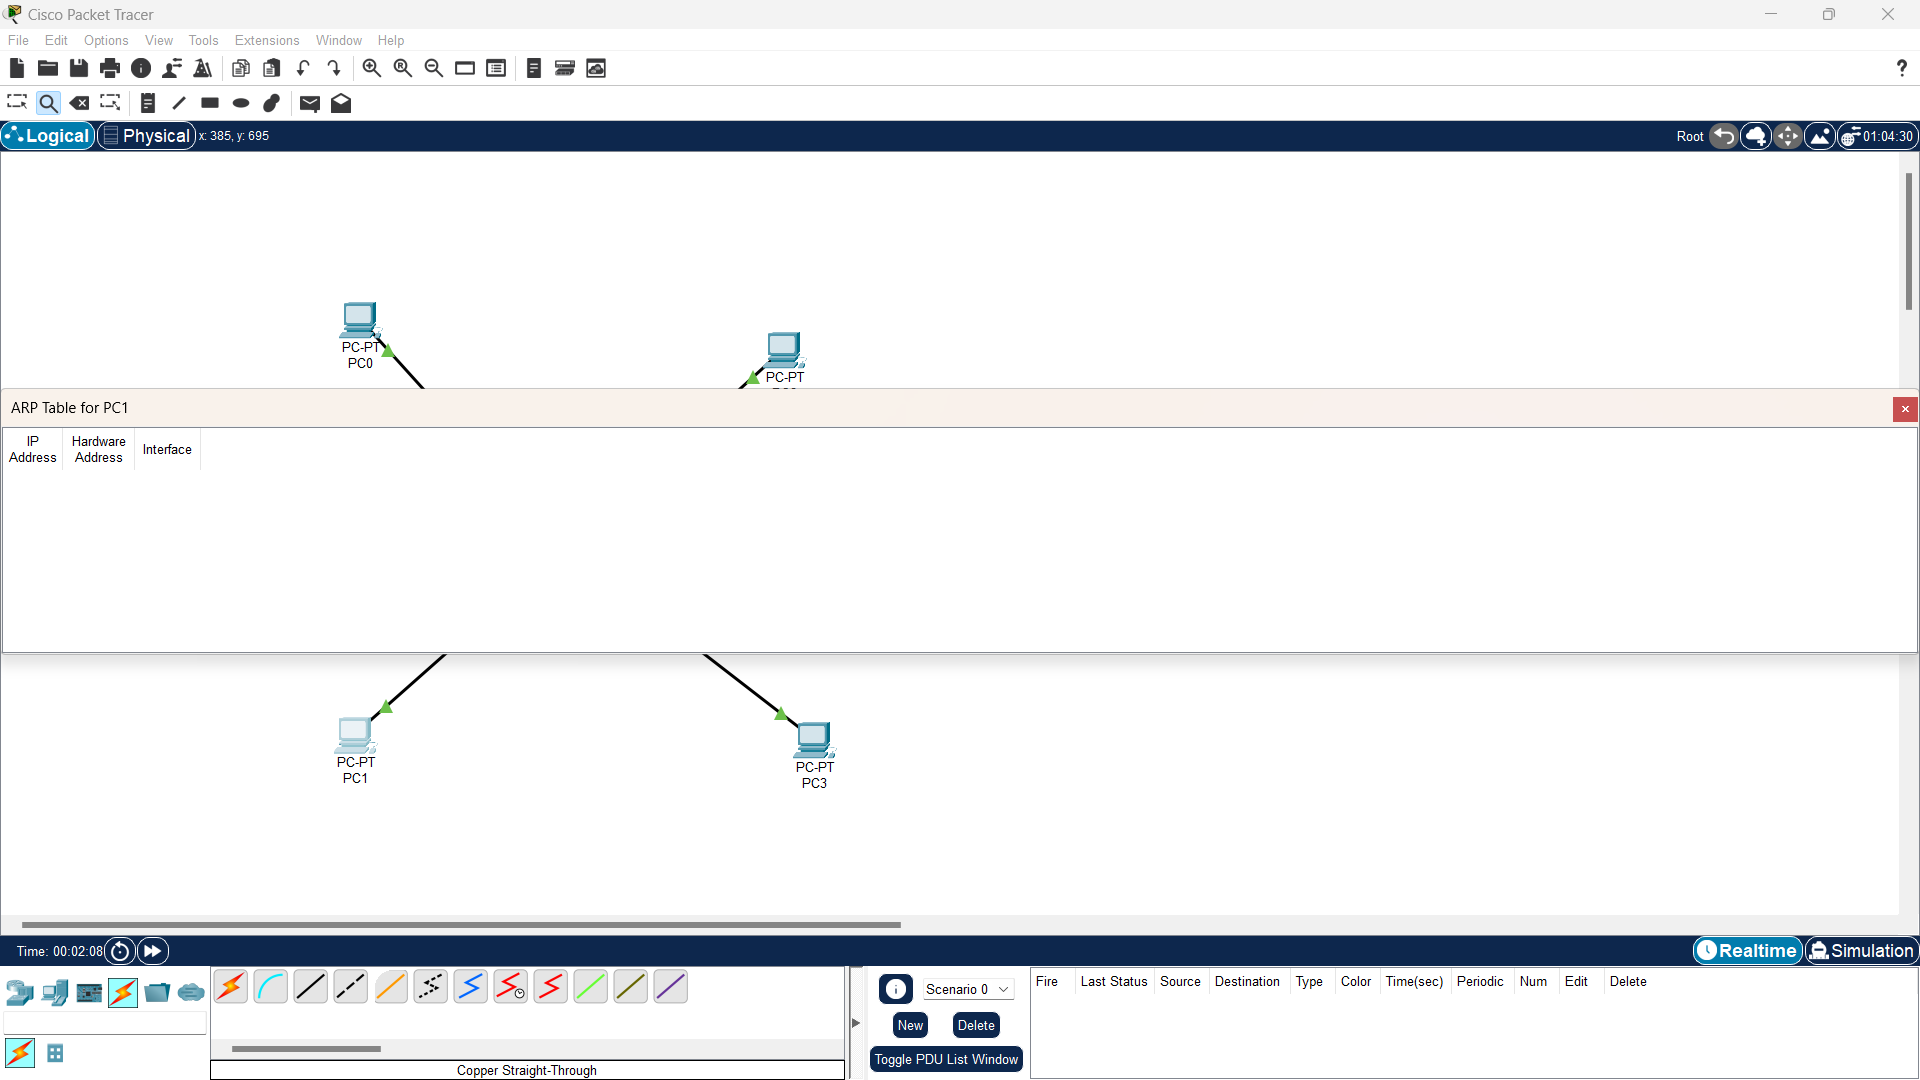 Cisco Packet Tracer
File Edit Options View Tools Extensions Window Help
Logical Physical x: 385, y: 695 Root 01:04:30
PC-PT
PC0
PC-PT
ARP Table for PC1
IP Address Hardware Address Interface
PC-PT
PC1
PC-PT
PC3
Time: 00:02:08 Realtime Simulation
Scenario 0
New Delete
Toggle PDU List Window
Fire Last Status Source Destination Type Color Time(sec) Periodic Num Edit Delete
Copper Straight-Through